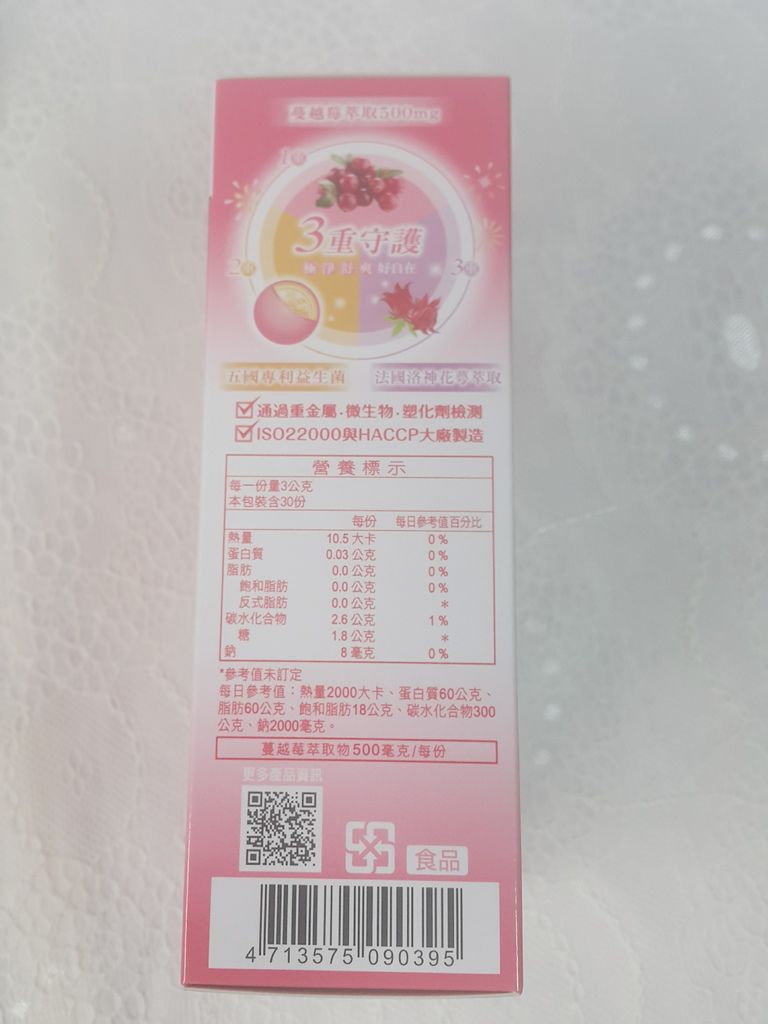 蔓越莓萃取500mg
1重
3重守護
極淨舒爽好自在
2重
3重
五國專利益生菌
法國洛神花萼萃取
通過重金屬.微生物.塑化劑檢測
ISO22000與HACCP大廠製造
營養標示
每一份量3公克
本包裝含30份
每份 每日參考值百分比
熱量 10.5 大卡 0 %
蛋白質 0.03 公克 0 %
脂肪 0.0 公克 0 %
飽和脂肪 0.0 公克 0 %
反式脂肪 0.0 公克 *
碳水化合物 2.6 公克 1 %
糖 1.8 公克 *
鈉 8 毫克 0 %
*參考值未訂定
每日參考值：熱量2000大卡、蛋白質60公克、
脂肪60公克、飽和脂肪18公克、碳水化合物300
公克、鈉2000毫克。
蔓越莓萃取物500毫克/每份
更多產品資訊
食品
4 713575 090395